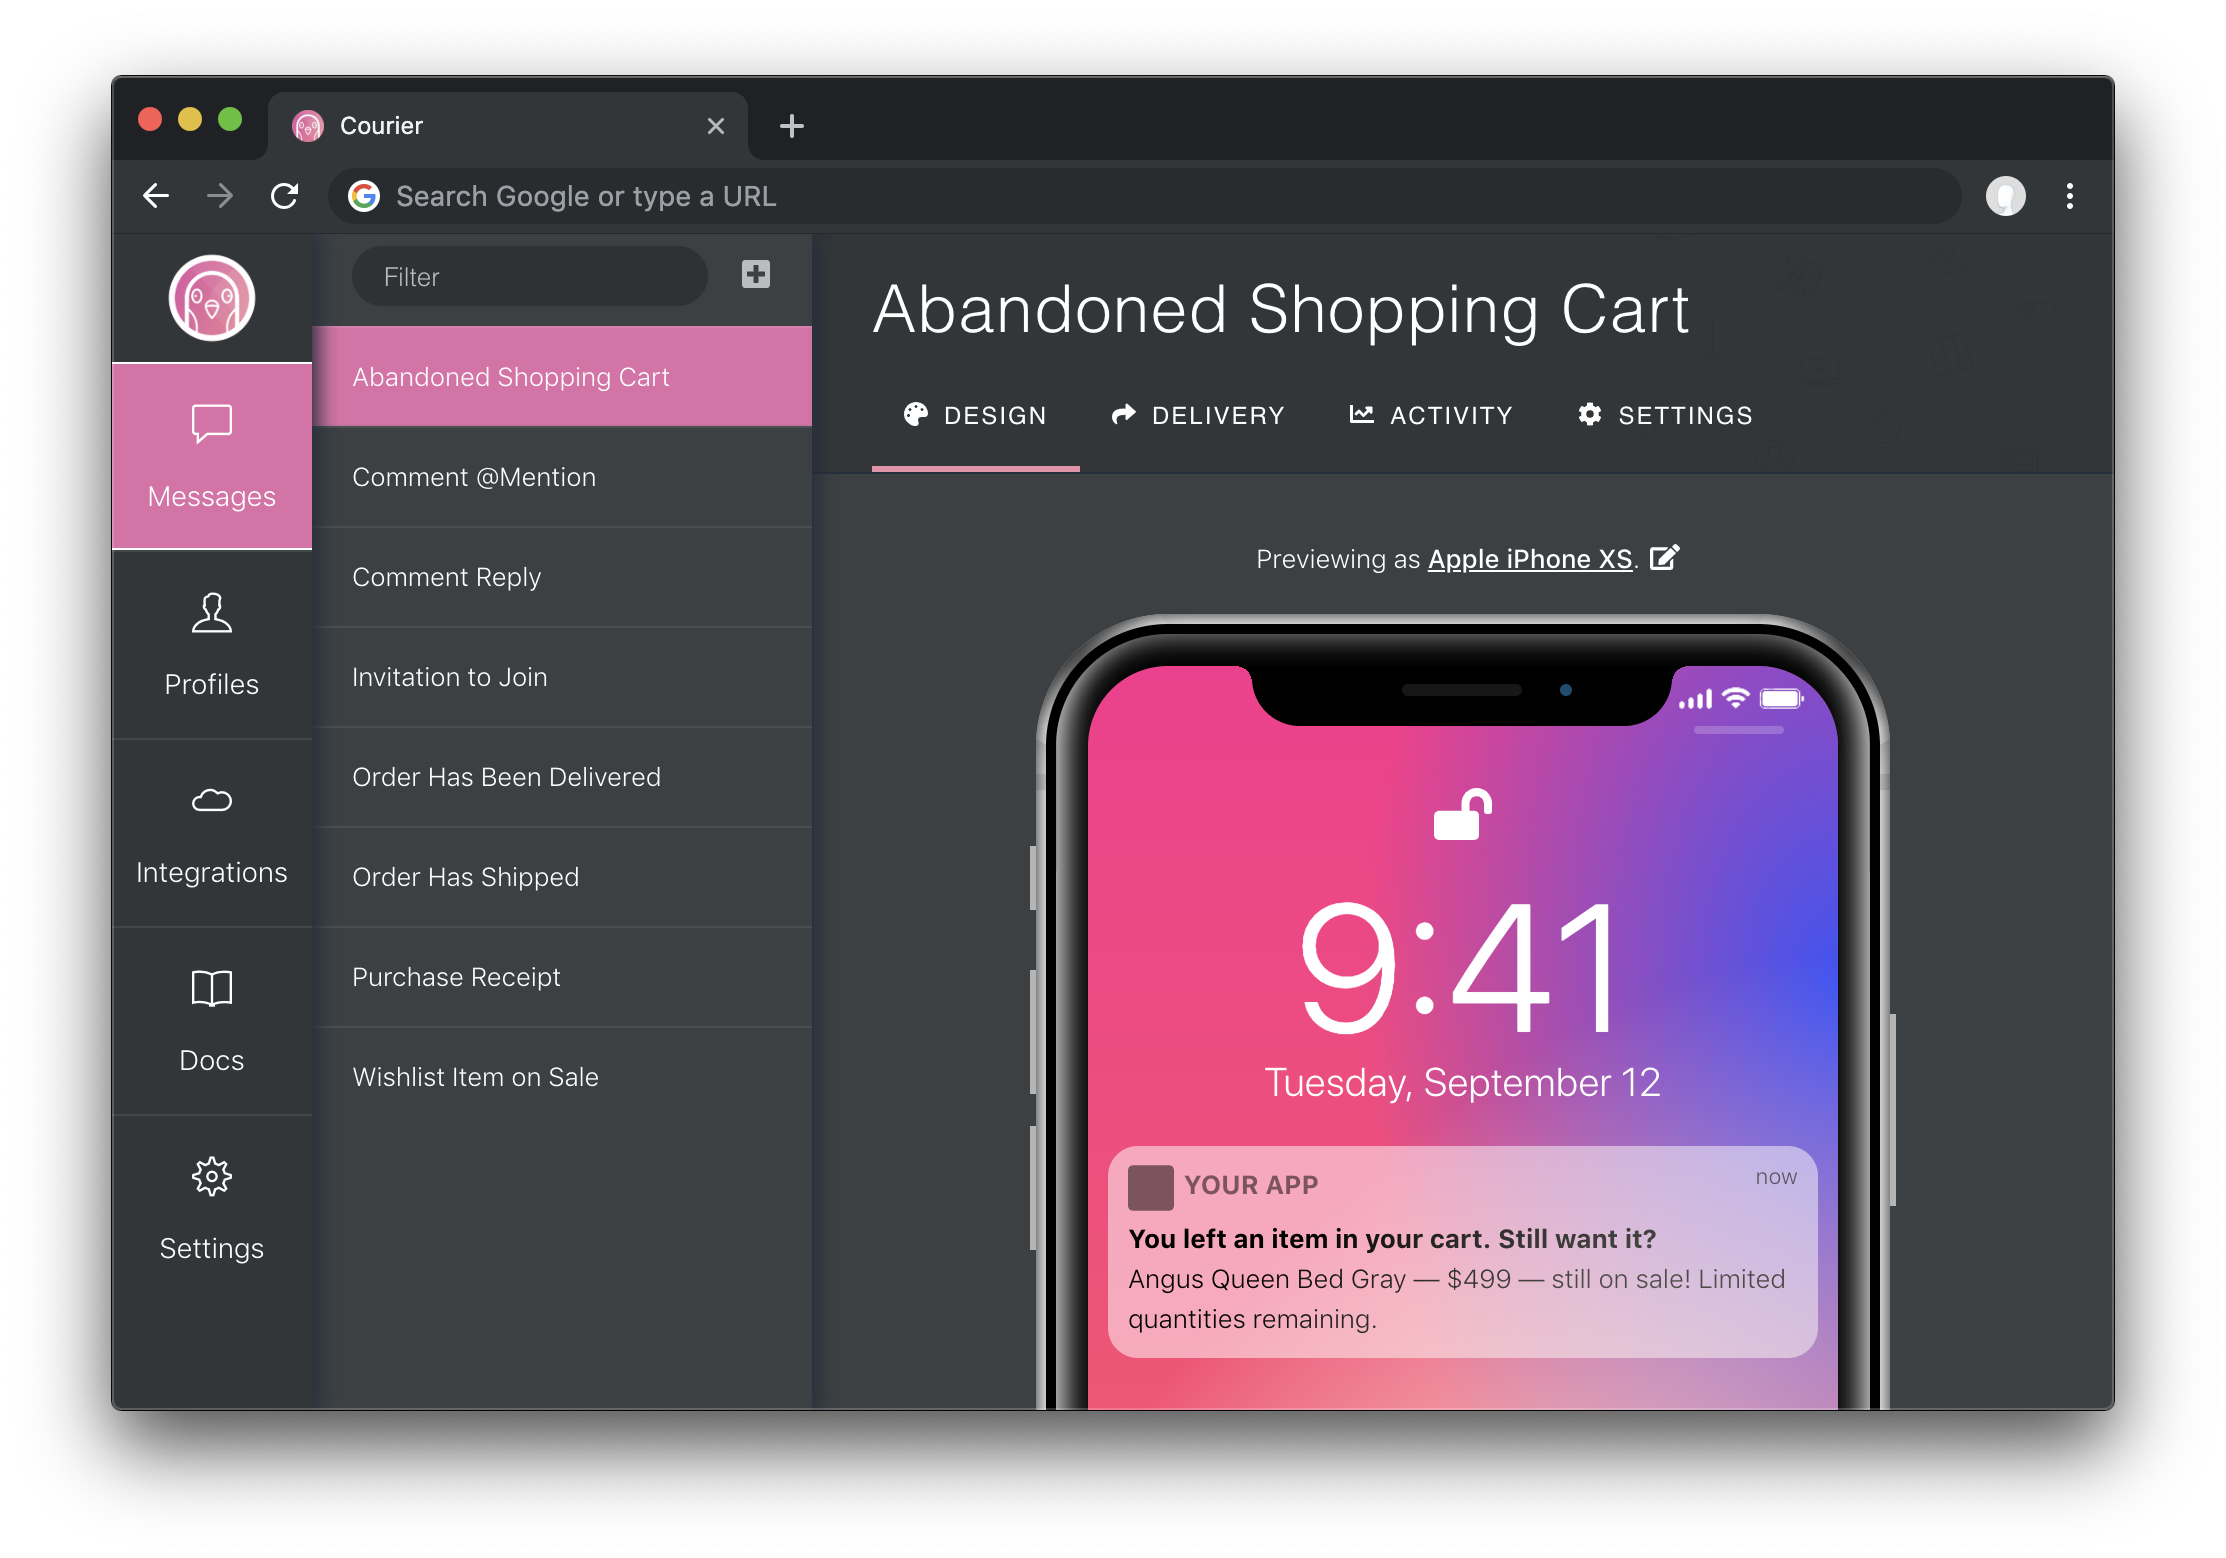 Courier
Search Google or type a URL
Filter
Abandoned Shopping Cart
Comment @Mention
Comment Reply
Invitation to Join
Order Has Been Delivered
Order Has Shipped
Purchase Receipt
Wishlist Item on Sale
Messages
Profiles
Integrations
Docs
Settings
Abandoned Shopping Cart
DESIGN DELIVERY ACTIVITY SETTINGS
Previewing as Apple iPhone XS.
9:41
Tuesday, September 12
YOUR APP now
You left an item in your cart. Still want it?
Angus Queen Bed Gray — $499 — still on sale! Limited
quantities remaining.